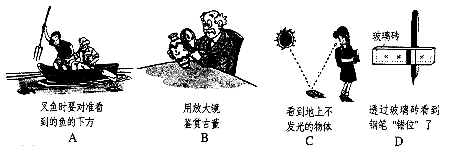 玻璃砖
叉鱼时要对准看
到的鱼的下方
A
用放大镜
鉴赏古董
B
看到地上不
发光的物体
C
透过玻璃砖看到
钢笔“错位”了
D